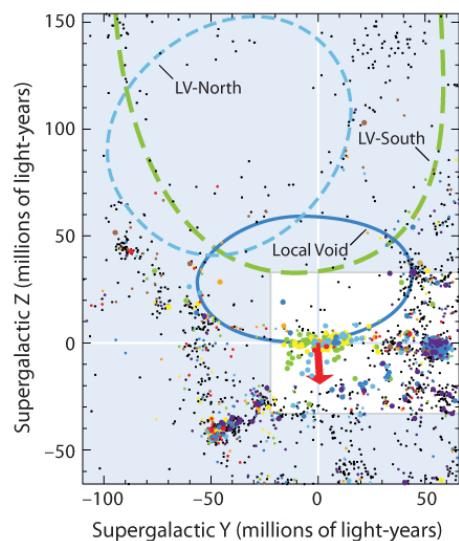 150
LV-North
100
LV-South
50
Local Void
0
−50
−100
−50
0
50
Supergalactic Z (millions of light-years)
Supergalactic Y (millions of light-years)